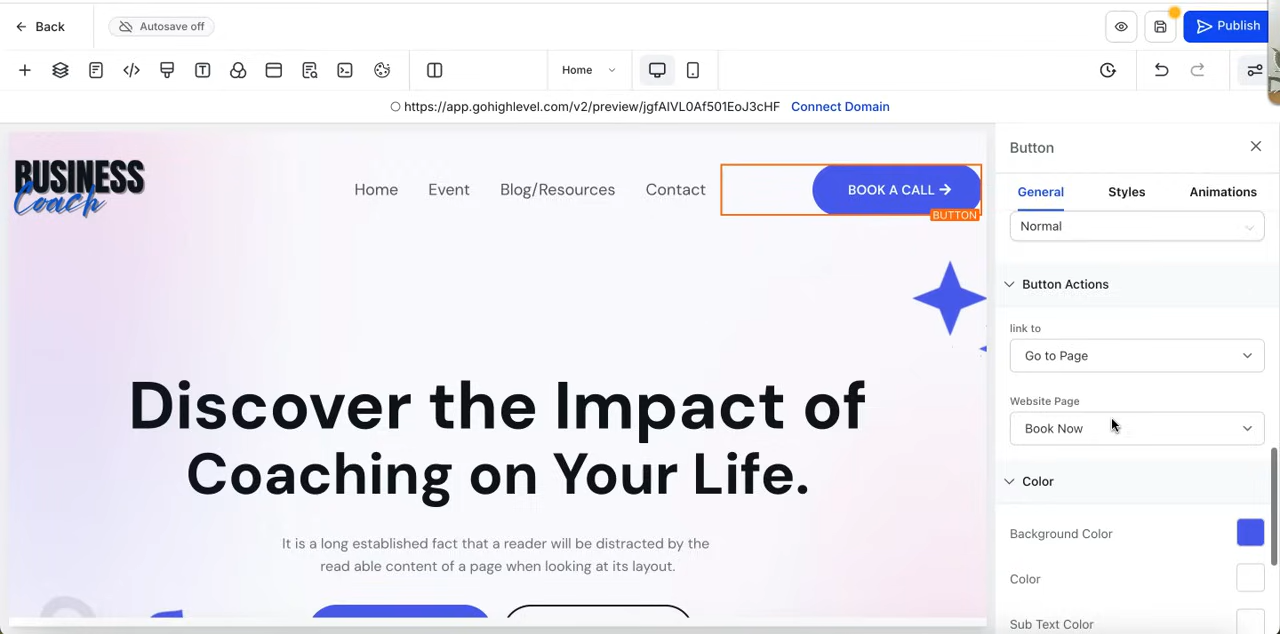 Back
Autosave off
Publish
Home
https://app.gohighlevel.com/v2/preview/jgfAIVL0Af501EoJ3cHF Connect Domain
BUSINESS
Coach
Home Event Blog/Resources Contact BOOK A CALL →
BUTTON
Discover the Impact of
Coaching on Your Life.
It is a long established fact that a reader will be distracted by the
read able content of a page when looking at its layout.
Button
General Styles Animations
Normal
Button Actions
link to
Go to Page
Website Page
Book Now
Color
Background Color
Color
Sub Text Color